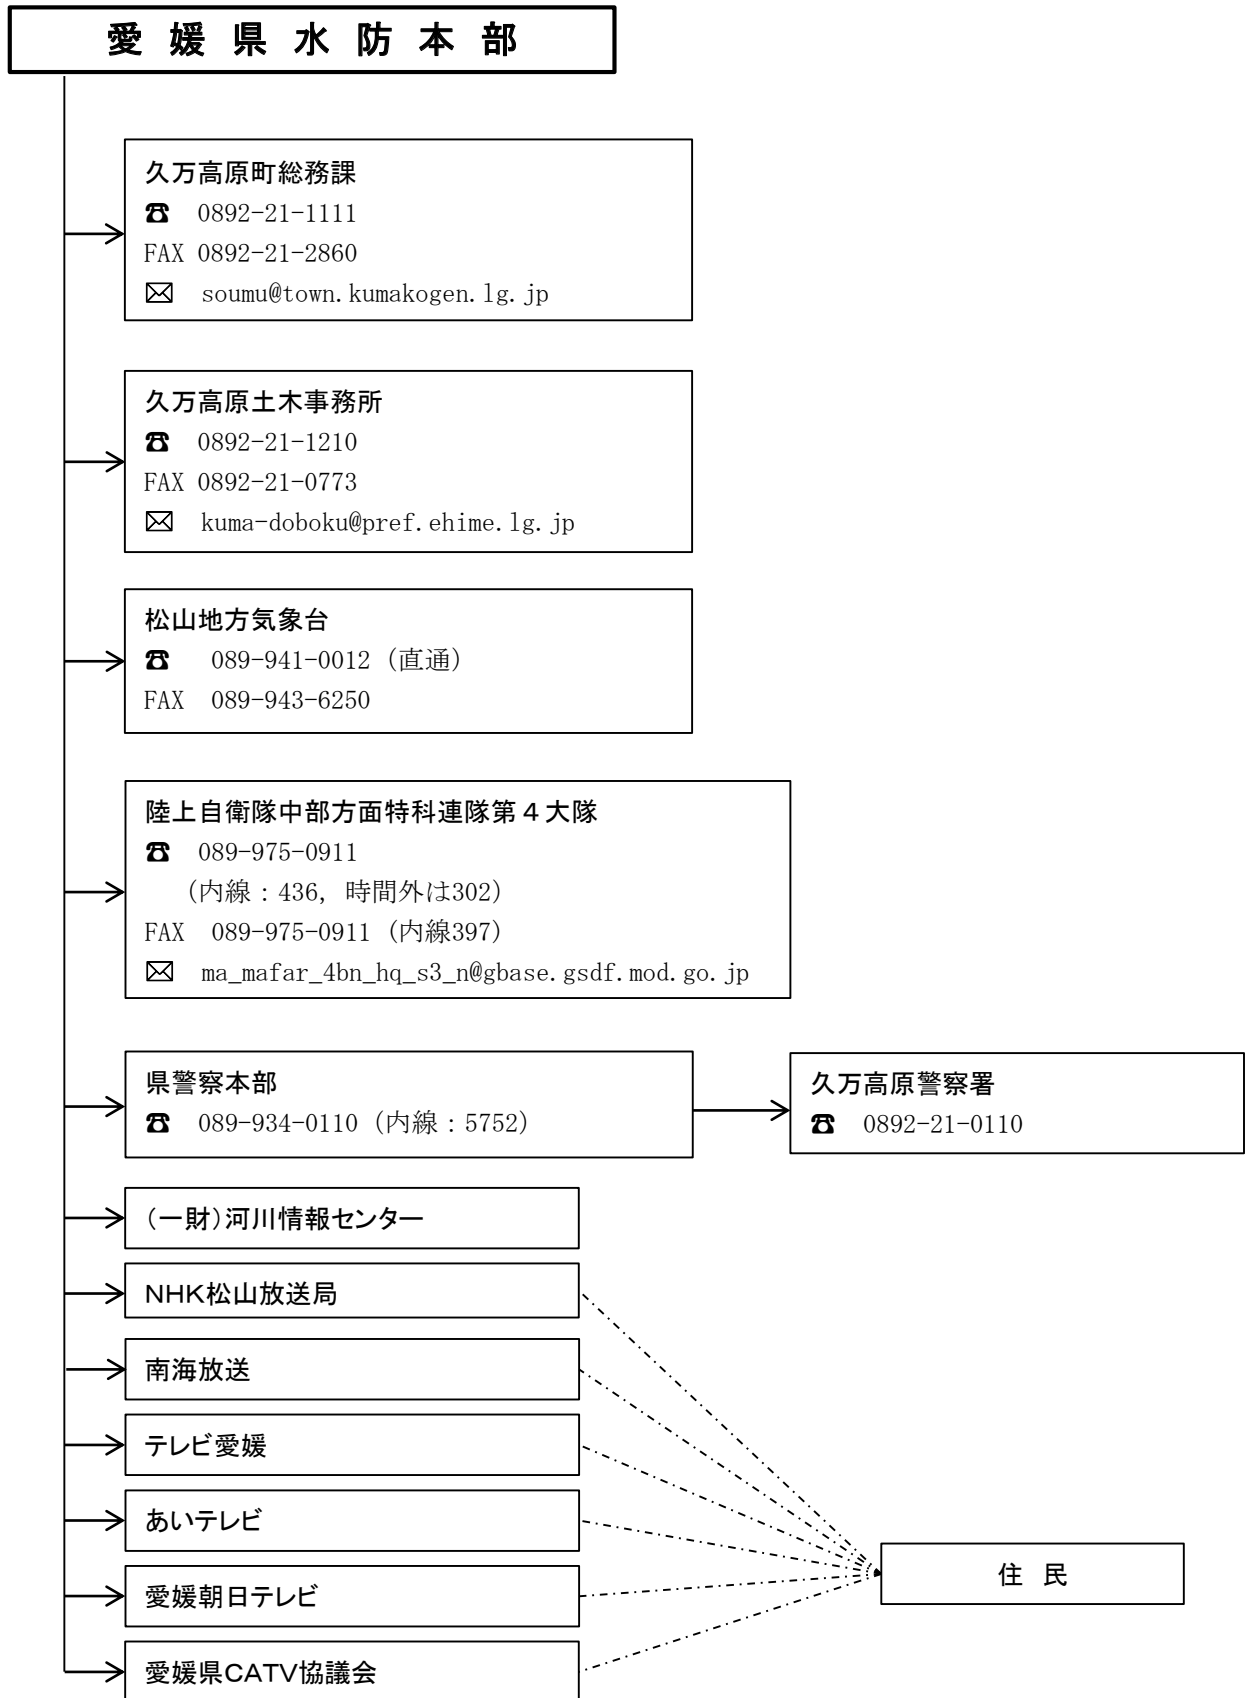 愛媛県水防本部
久万高原町総務課
☎ 0892-21-1111
FAX 0892-21-2860
✉ soumu@town.kumakogen.lg.jp
久万高原土木事務所
☎ 0892-21-1210
FAX 0892-21-0773
✉ kuma-doboku@pref.ehime.lg.jp
松山地方気象台
☎ 089-941-0012（直通）
FAX 089-943-6250
陸上自衛隊中部方面特科連隊第４大隊
☎ 089-975-0911
（内線：436，時間外は302）
FAX 089-975-0911（内線397）
✉ ma_mafar_4bn_hq_s3_n@gbase.gsdf.mod.go.jp
県警察本部
☎ 089-934-0110（内線：5752）
久万高原警察署
☎ 0892-21-0110
（一財）河川情報センター
NHK松山放送局
南海放送
テレビ愛媛
あいテレビ
愛媛朝日テレビ
愛媛県CATV協議会
住民